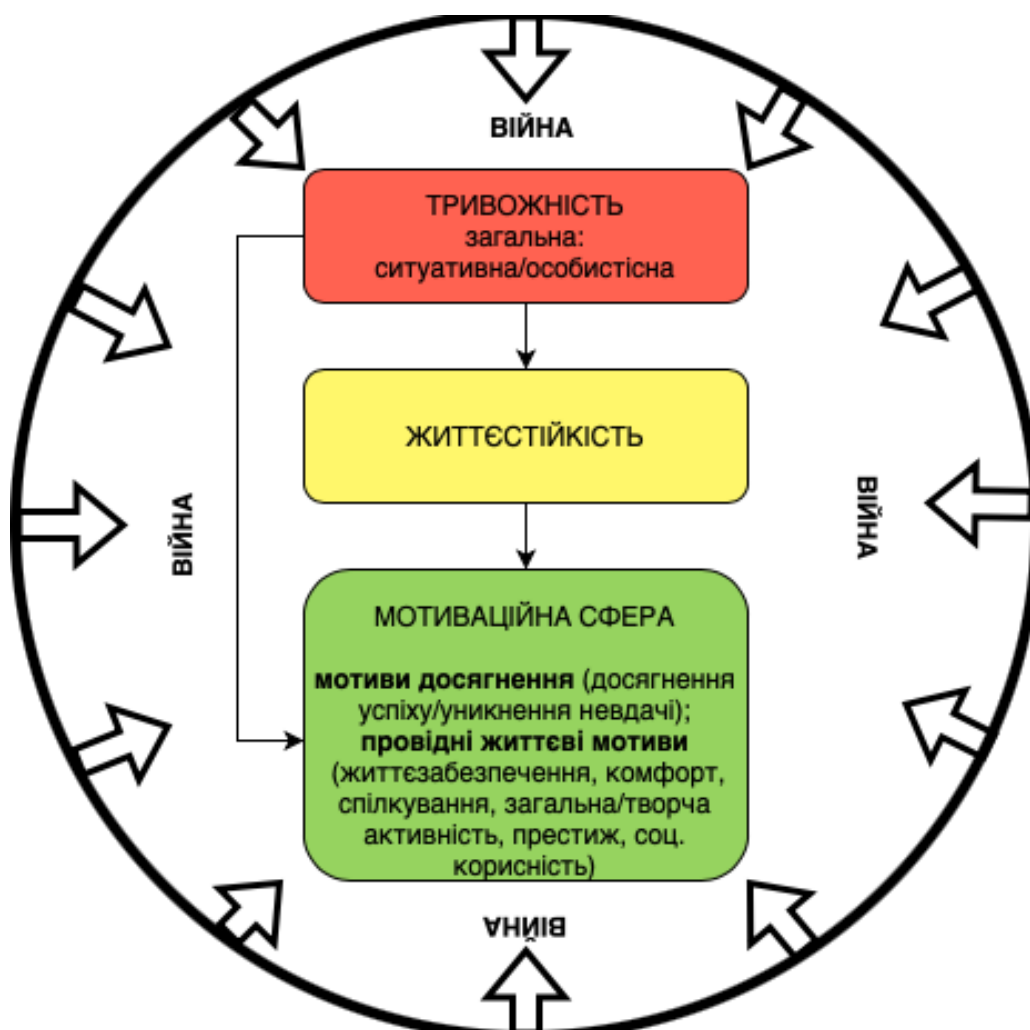 ВІЙНА
ТРИВОЖНІСТЬ
загальна:
ситуативна/особистісна
ЖИТТЄСТІЙКІСТЬ
ВІЙНА
ВІЙНА
МОТИВАЦІЙНА СФЕРА
мотиви досягнення (досягнення
успіху/уникнення невдачі);
провідні життєві мотиви
(життєзабезпечення, комфорт,
спілкування, загальна/творча
активність, престиж, соц.
корисність)
ВІЙНА